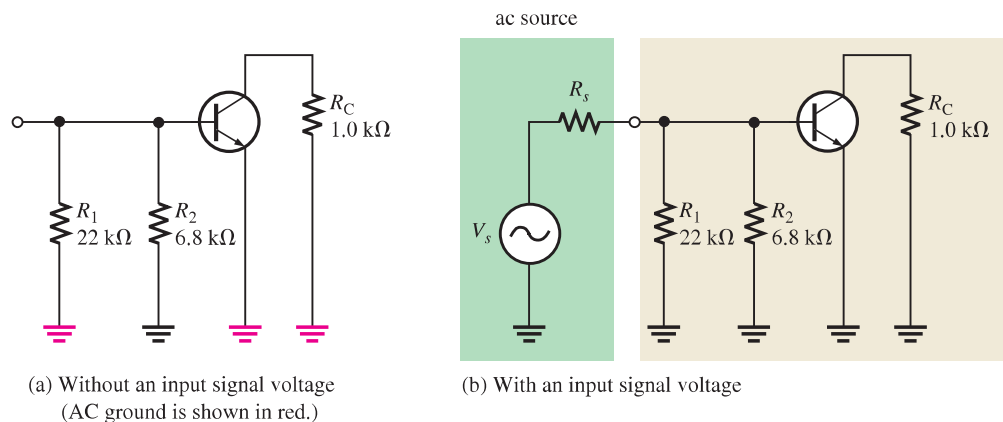 ac source
R_C
1.0 kΩ
R_1
22 kΩ
R_2
6.8 kΩ
R_s
V_s
R_1
22 kΩ
R_2
6.8 kΩ
R_C
1.0 kΩ
(a) Without an input signal voltage
(AC ground is shown in red.)
(b) With an input signal voltage